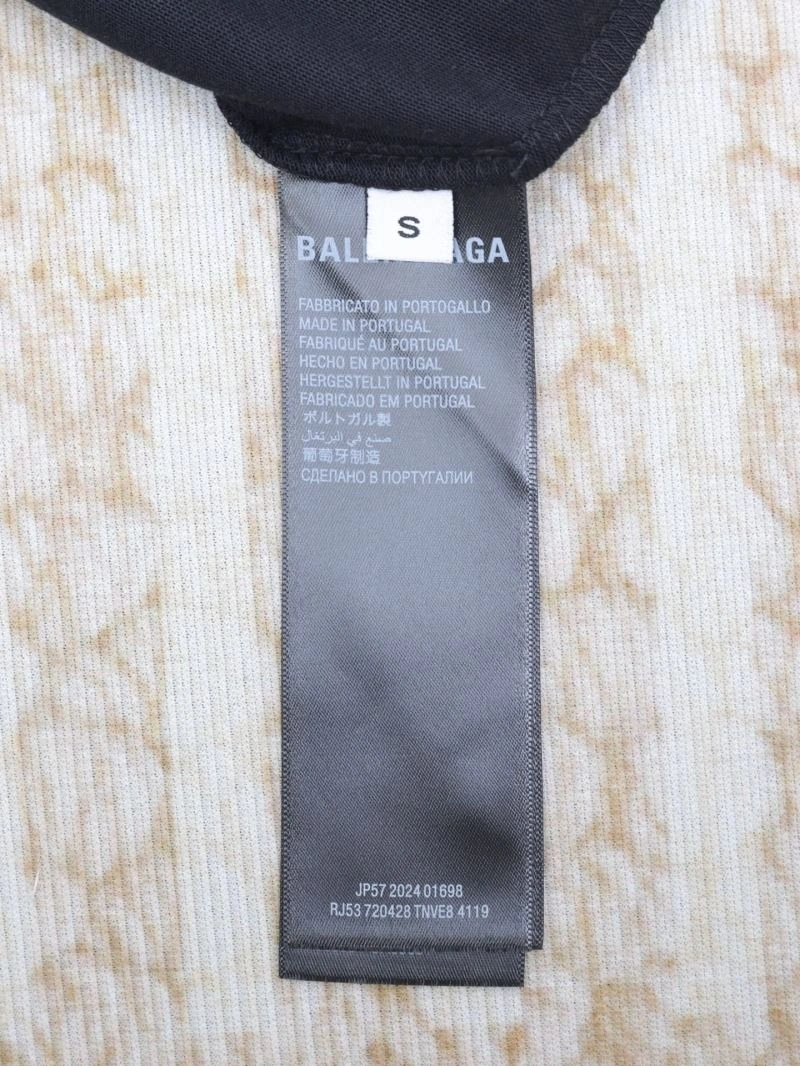 S
BAL AGA
FABBRICATO IN PORTOGALLO
MADE IN PORTUGAL
FABRIQUÉ AU PORTUGAL
HECHO EN PORTUGAL
HERGESTELLT IN PORTUGAL
FABRICADO EM PORTUGAL
ポルトガル製
صنع في البرتغال
葡萄牙制造
СДЕЛАНО В ПОРТУГАЛИИ
JP57 2024 01698
RJ53 720428 TNVE8 4119